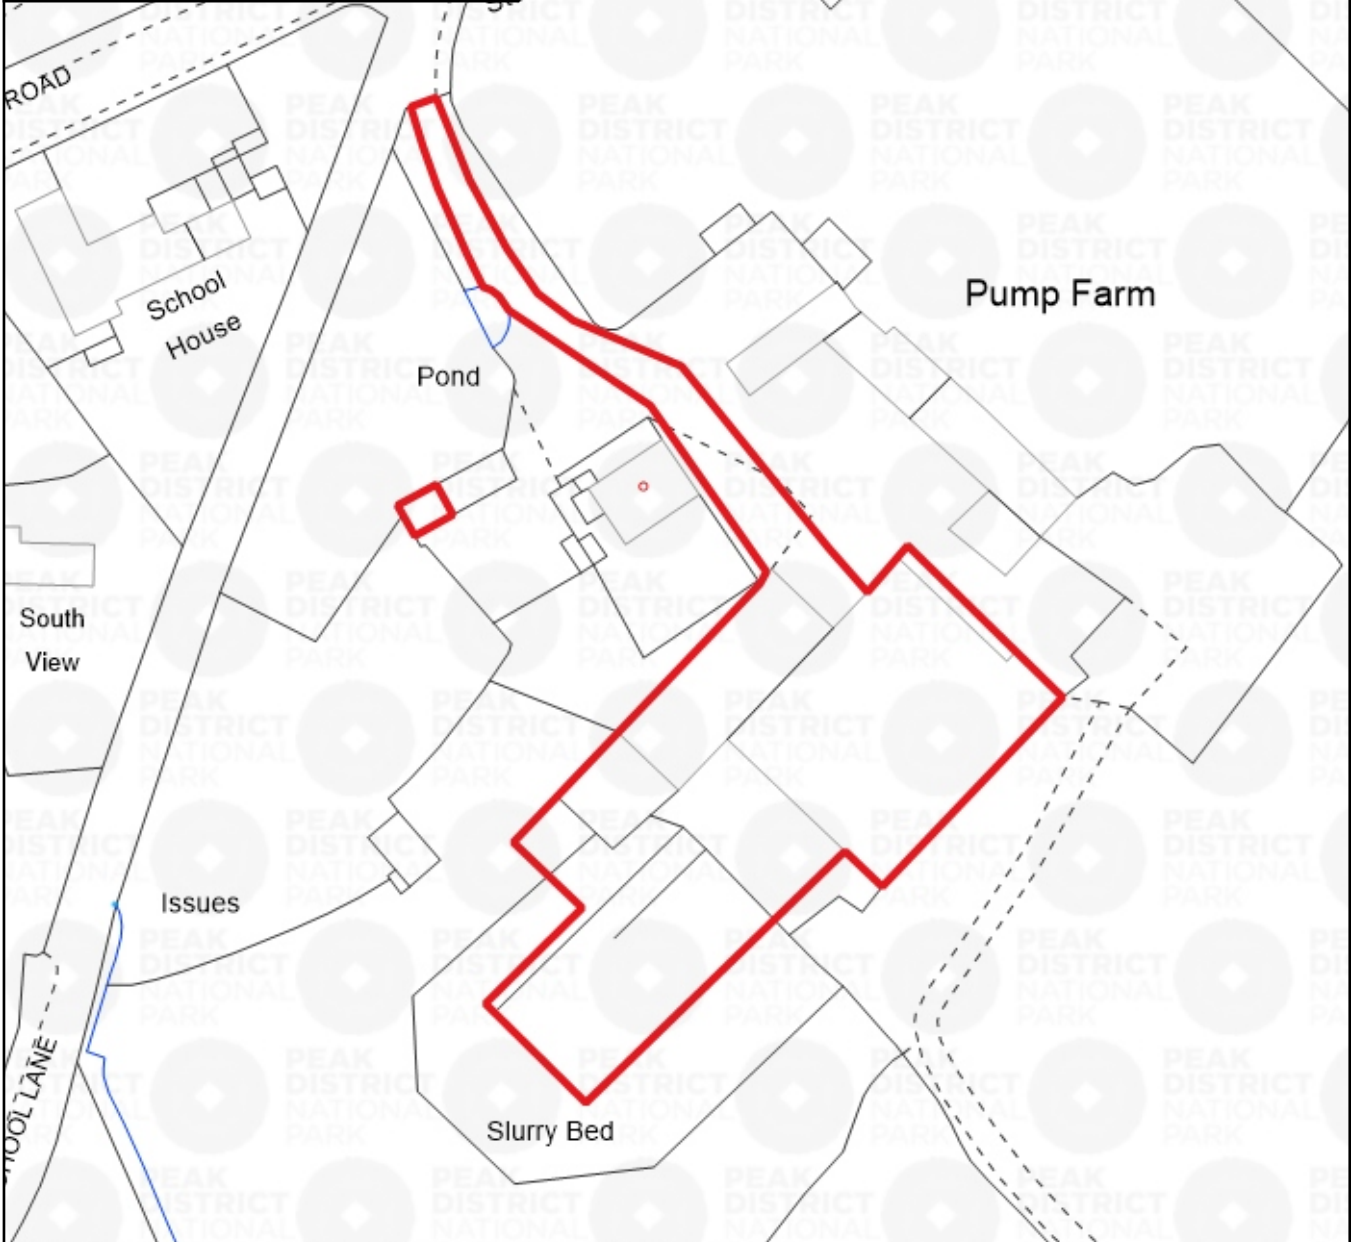 ROAD
School
House
Pump Farm
Pond
South
View
Issues
Slurry Bed
PEAK
DISTRICT
NATIONAL
PARK